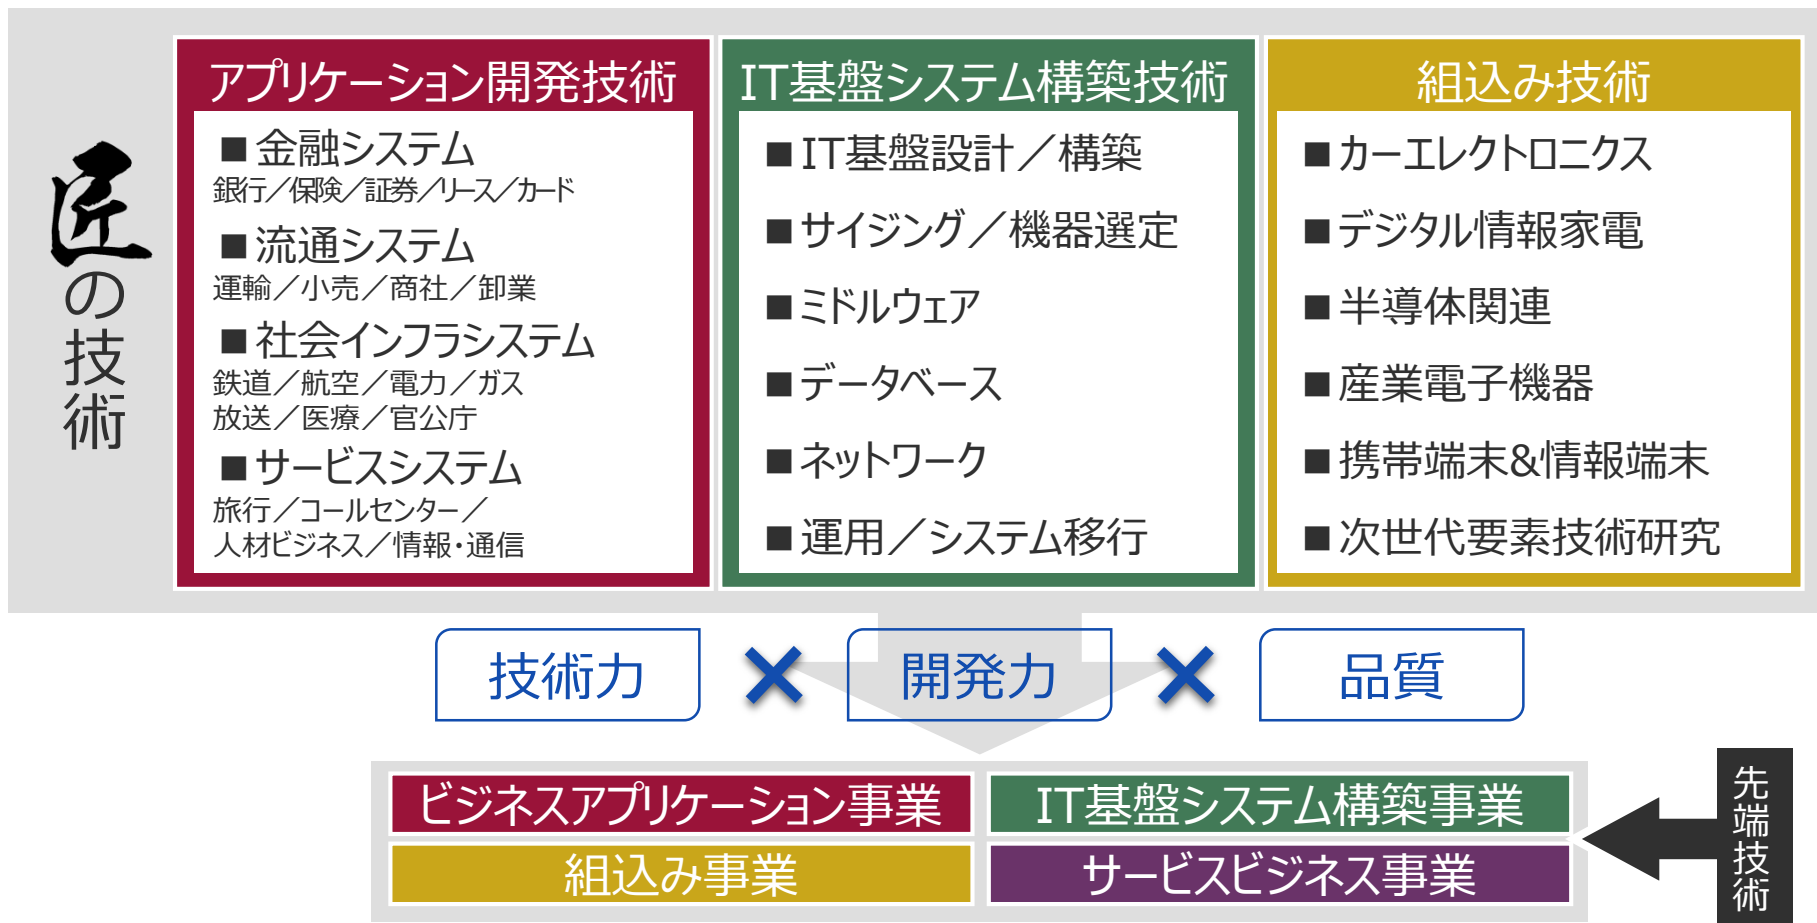 匠の技術
アプリケーション開発技術
■金融システム
銀行／保険／証券／リース／カード
■流通システム
運輸／小売／商社／卸業
■社会インフラシステム
鉄道／航空／電力／ガス
放送／医療／官公庁
■サービスシステム
旅行／コールセンター／
人材ビジネス／情報・通信
IT基盤システム構築技術
■IT基盤設計／構築
■サイジング／機器選定
■ミドルウェア
■データベース
■ネットワーク
■運用／システム移行
組込み技術
■カーエレクトロニクス
■デジタル情報家電
■半導体関連
■産業電子機器
■携帯端末&情報端末
■次世代要素技術研究
技術力
×
開発力
×
品質
ビジネスアプリケーション事業
IT基盤システム構築事業
組込み事業
サービスビジネス事業
先端技術